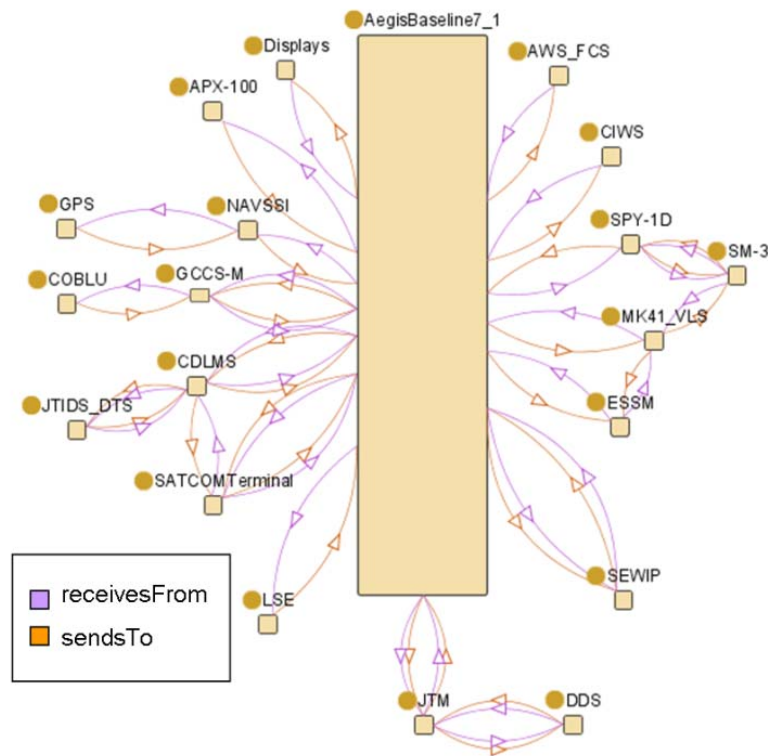 AegisBaseline7_1
Displays
AWS_FCS
APX-100
CIWS
GPS
NAVSSI
SPY-1D
SM-3
COBLU
GCCS-M
MK41_VLS
CDLMS
JTIDS_DTS
ESSM
SATCOMTerminal
receivesFrom
sendsTo
LSE
SEWIP
JTM
DDS